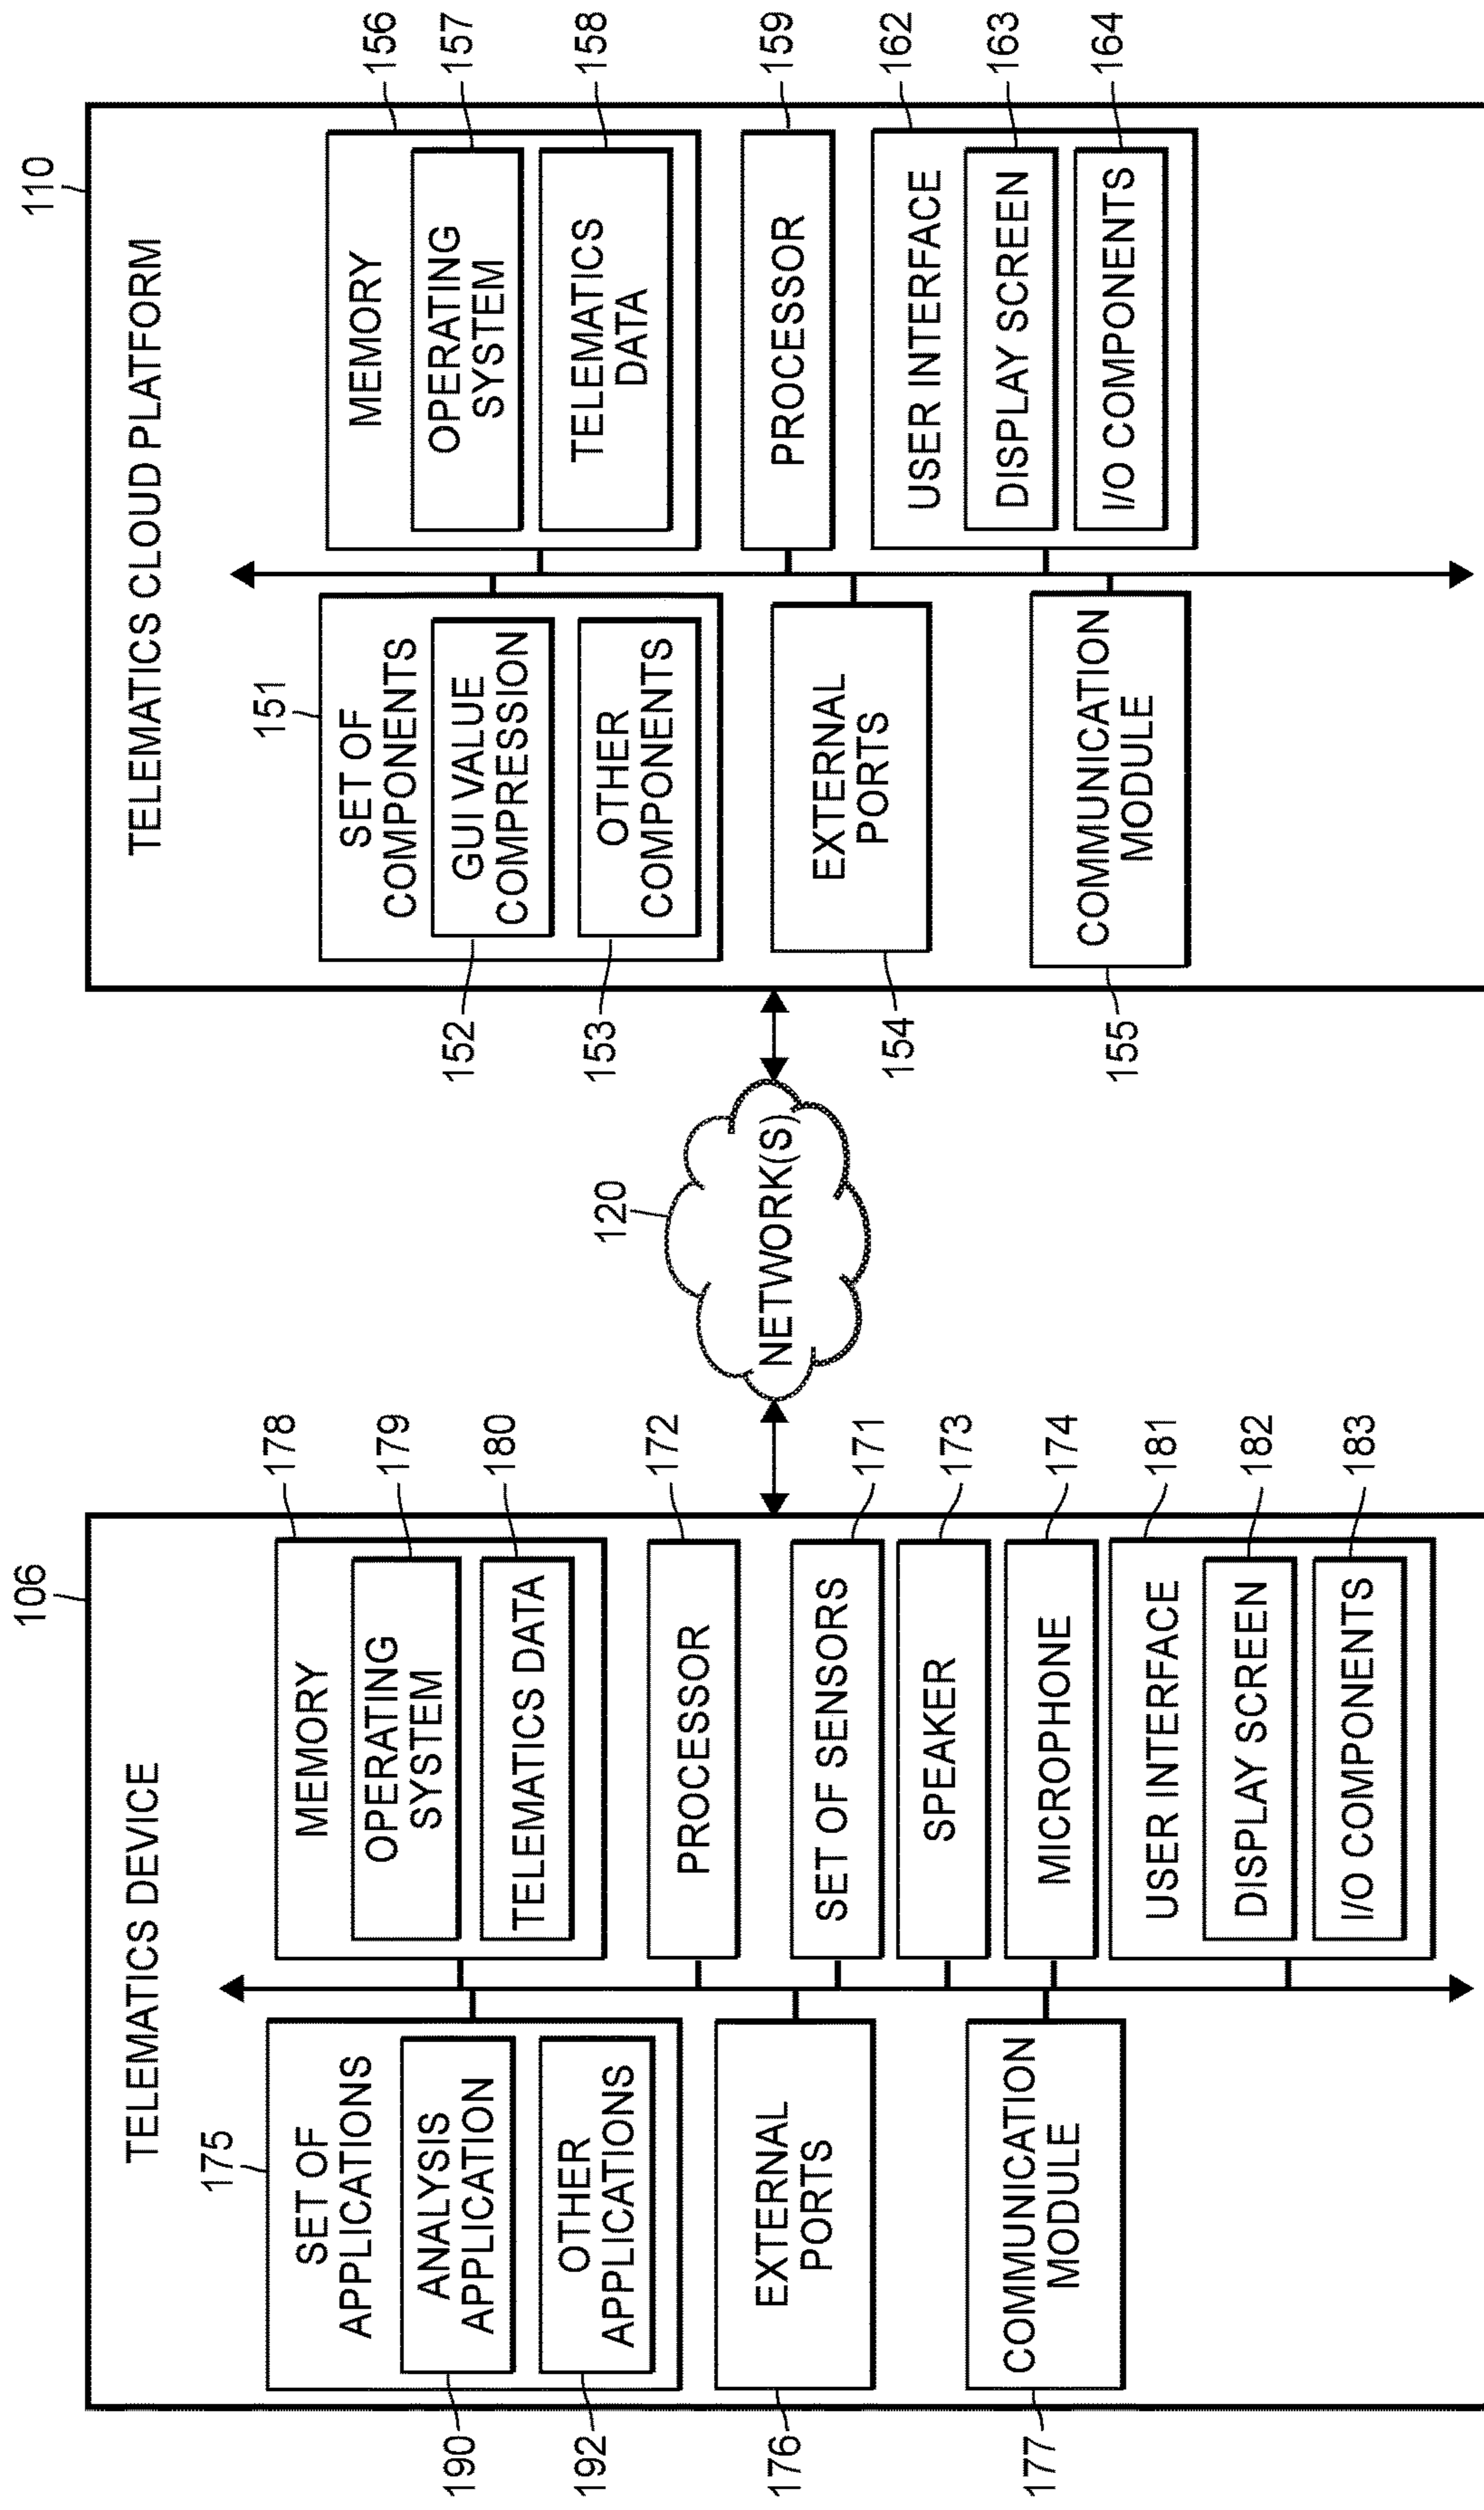 106
TELEMATICS DEVICE
175
SET OF
APPLICATIONS
ANALYSIS
APPLICATION
190
OTHER
APPLICATIONS
192
EXTERNAL
PORTS
176
COMMUNICATION
MODULE
177
MEMORY
178
OPERATING
SYSTEM
179
TELEMATICS DATA
180
PROCESSOR
172
SET OF SENSORS
171
SPEAKER
173
MICROPHONE
174
USER INTERFACE
181
DISPLAY SCREEN
182
I/O COMPONENTS
183
120
NETWORK(S)
110
TELEMATICS CLOUD PLATFORM
151
SET OF
COMPONENTS
GUI VALUE
COMPRESSION
152
OTHER
COMPONENTS
153
EXTERNAL
PORTS
154
COMMUNICATION
MODULE
155
MEMORY
156
OPERATING
SYSTEM
157
TELEMATICS
DATA
158
PROCESSOR
159
USER INTERFACE
162
DISPLAY SCREEN
163
I/O COMPONENTS
164